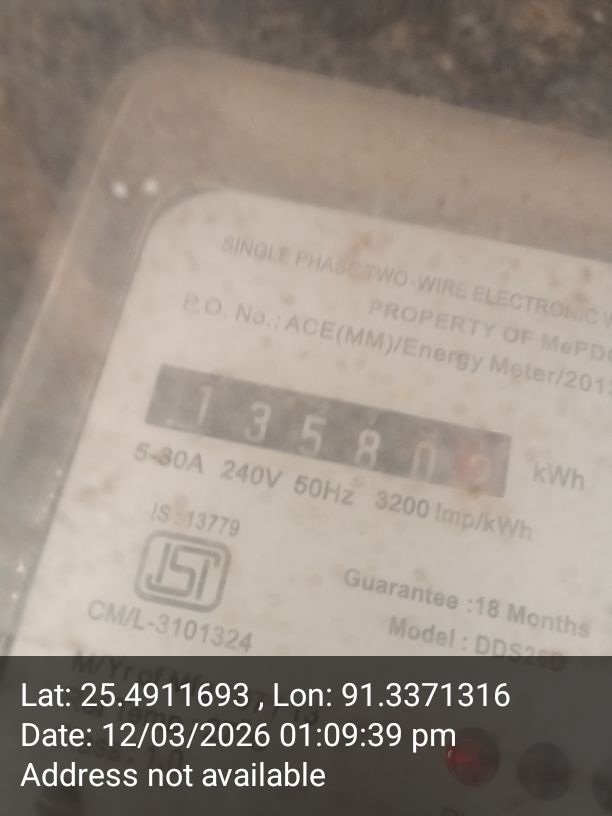 SINGLE PHASE TWO-WIRE ELECTRONIC
PROPERTY OF MePD
P.O. No.: ACE(MM)/Energy Meter/201
1 3 5 8 0
kWh
5-30A 240V 50Hz 3200 Imp/kWh
IS : 13779
ISI
CM/L-3101324
Guarantee :18 Months
Model :
Lat: 25.4911693 , Lon: 91.3371316
Date: 12/03/2026 01:09:39 pm
Address not available